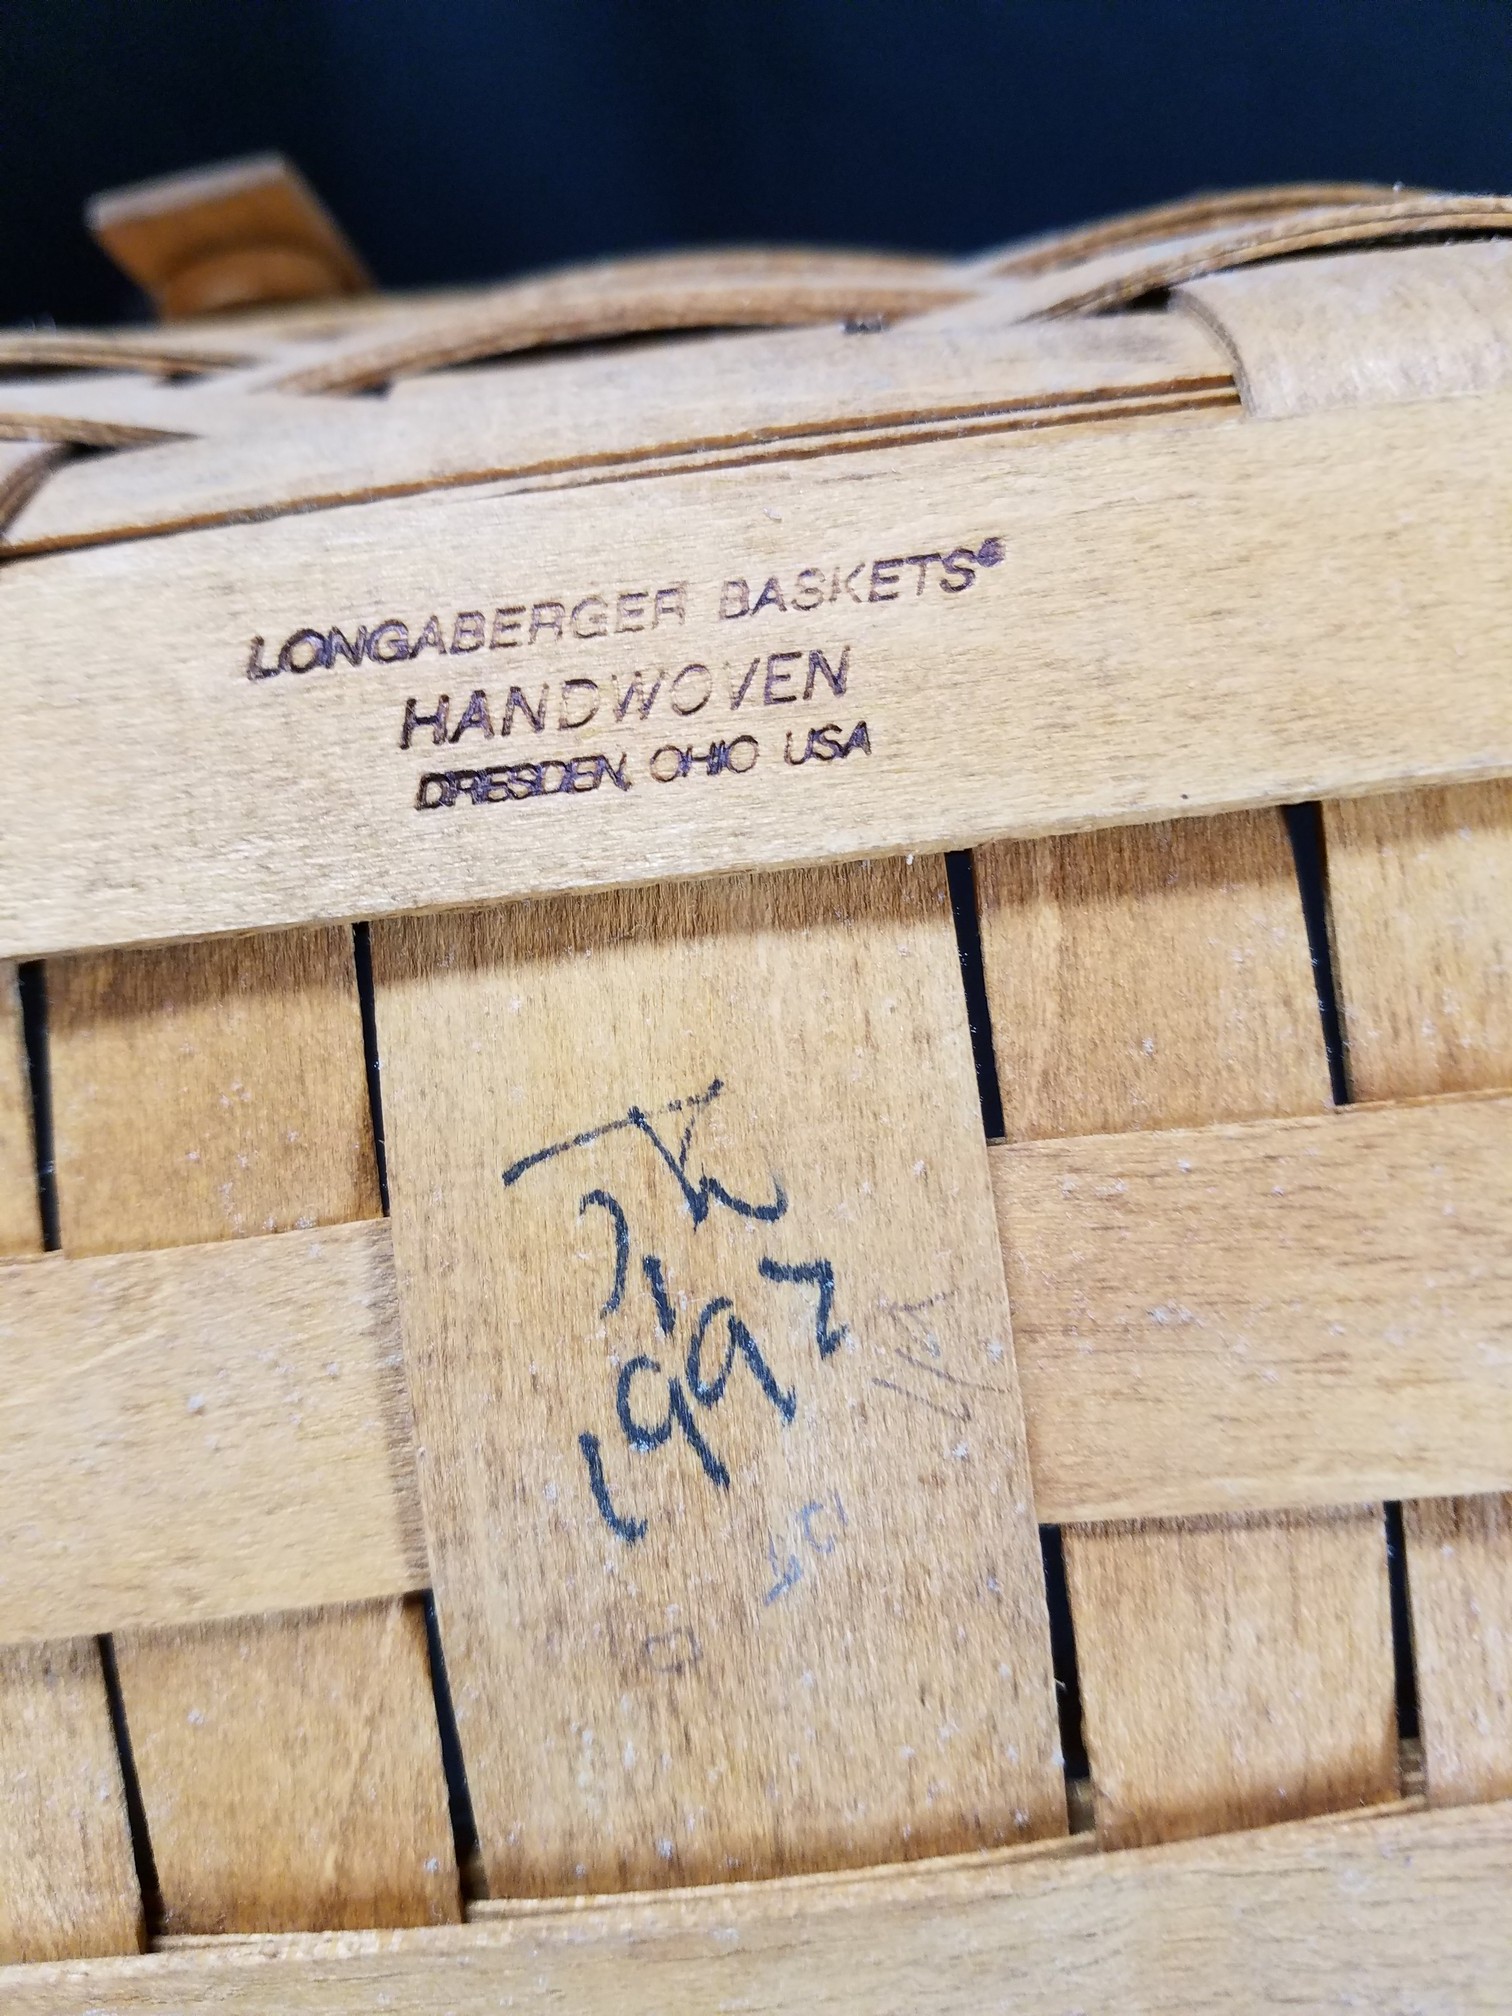 LONGABERGER BASKETS®
HANDWOVEN
DRESDEN, OHIO USA
1992